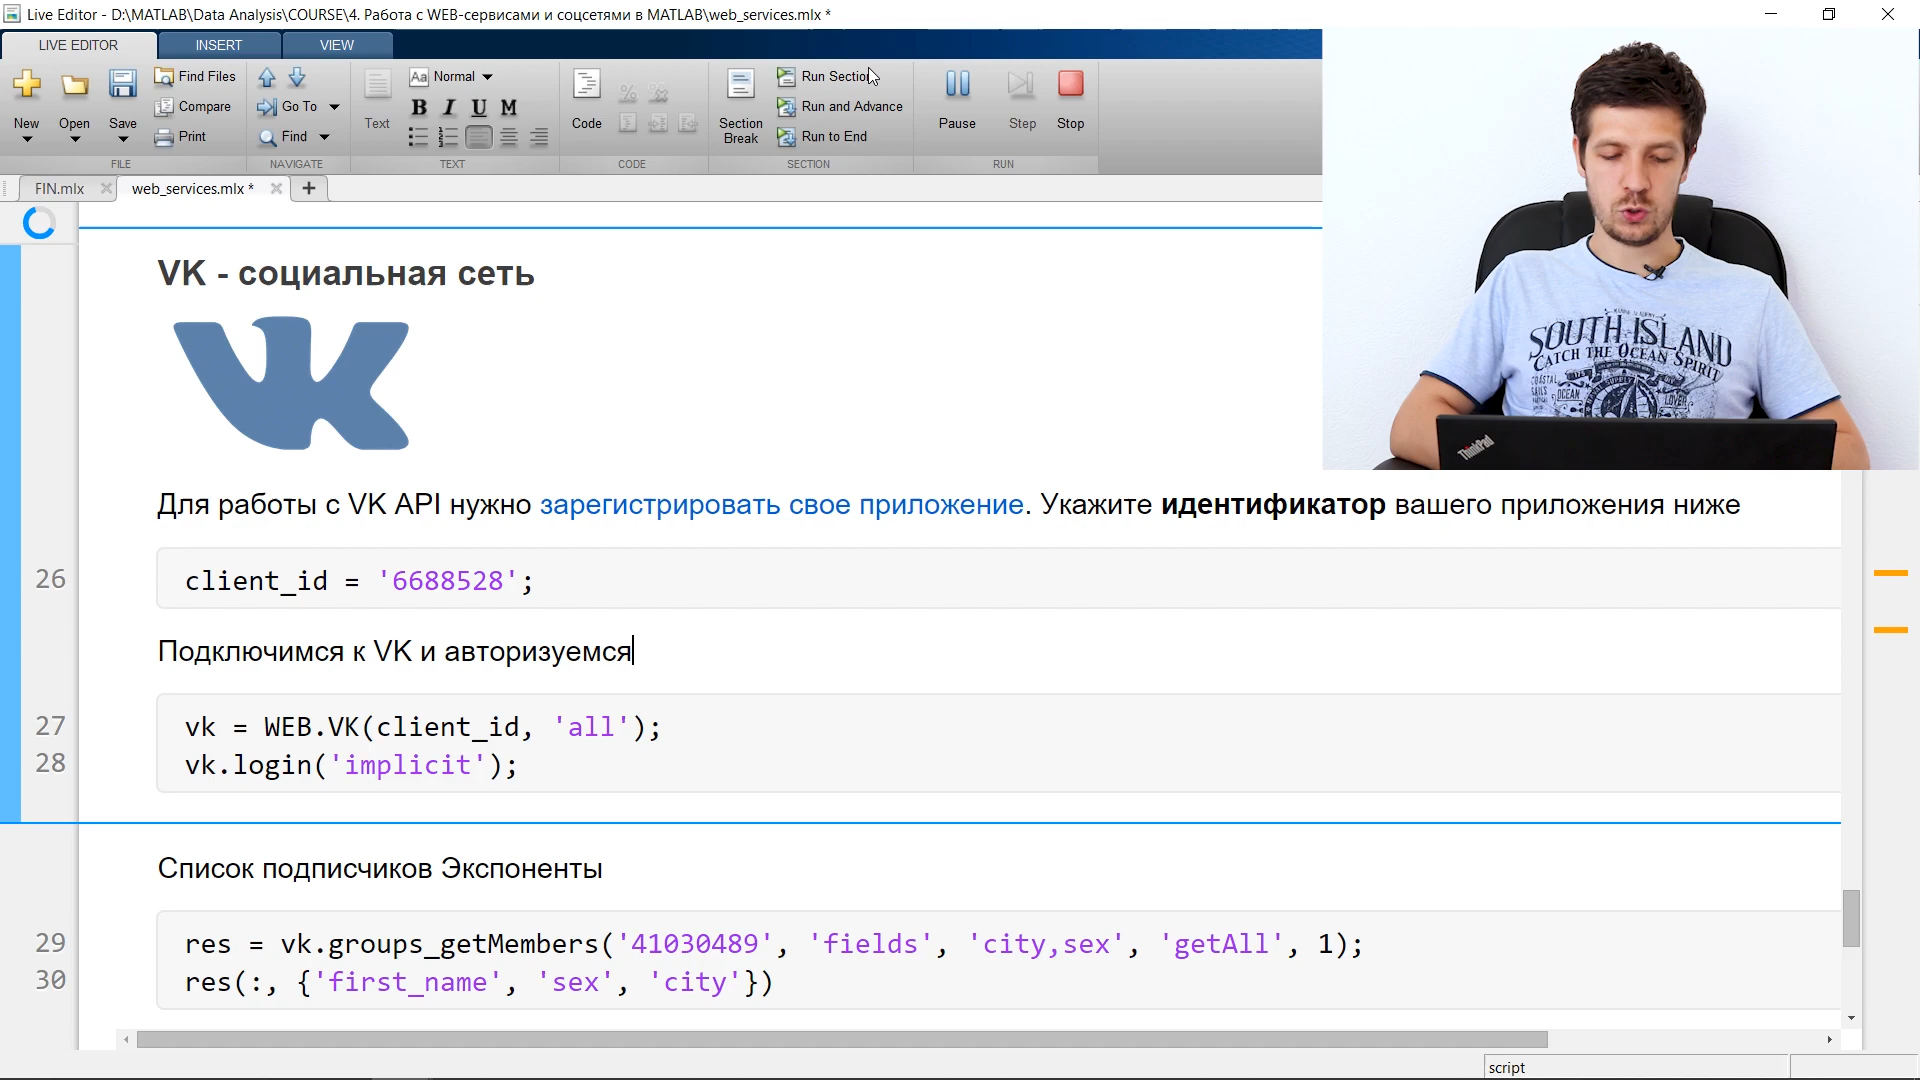 Live Editor - D:\MATLAB\Data Analysis\COURSE\4. Работа с WEB-сервисами и соцсетями в MATLAB\web_services.mlx *
LIVE EDITOR
INSERT
VIEW
New
Open
Save
Find Files
Compare
Print
FILE
Go To
Find
NAVIGATE
Text
Aa Normal
B I U M
TEXT
Code
CODE
Section
Break
Run Section
Run and Advance
Run to End
SECTION
Pause
Step
Stop
RUN
FIN.mlx
web_services.mlx *
VK - социальная сеть
SOUTH ISLAND
CATCH THE OCEAN SPIRIT
COASTAL
OCEAN
LOVER
ThinkPad
Для работы с VK API нужно зарегистрировать свое приложение. Укажите идентификатор вашего приложения ниже
26 client_id = '6688528';
Подключимся к VK и авторизуемся
27 vk = WEB.VK(client_id, 'all');
28 vk.login('implicit');
Список подписчиков Экспоненты
29 res = vk.groups_getMembers('41030489', 'fields', 'city,sex', 'getAll', 1);
30 res(:, {'first_name', 'sex', 'city'})
script